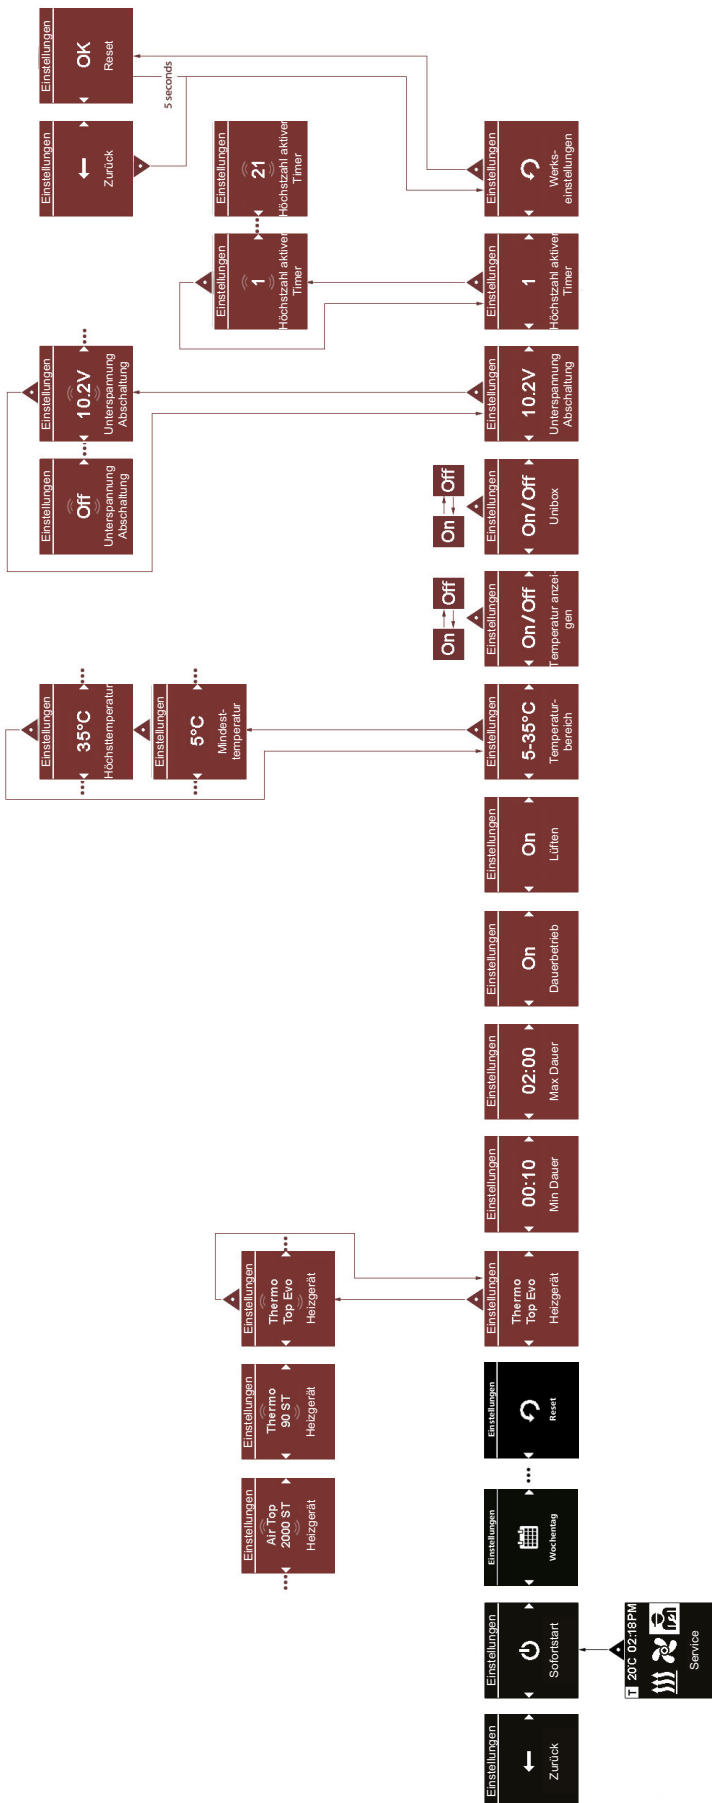 Einstellungen
35°C
Höchsttemperatur
Einstellungen
Off
Unterspannung
Abschaltung
Einstellungen
10.2V
Unterspannung
Abschaltung
Einstellungen
Zurück
Einstellungen
OK
Reset
Einstellungen
5°C
Mindest-
temperatur
5 seconds
Einstellungen
Air Top
2000 ST
Heizgerät
Einstellungen
Thermo
90 ST
Heizgerät
Einstellungen
Thermo
Top Evo
Heizgerät
Einstellungen
1
Höchstzahl aktiver
Timer
Einstellungen
21
Höchstzahl aktiver
Timer
On
Off
On
Off
Einstellungen
Zurück
Einstellungen
Sofortstart
Einstellungen
Wochentag
Einstellungen
Reset
Einstellungen
Thermo
Top Evo
Heizgerät
Einstellungen
00:10
Min Dauer
Einstellungen
02:00
Max Dauer
Einstellungen
On
Dauerbetrieb
Einstellungen
On
Lüften
Einstellungen
5-35°C
Temperatur-
bereich
Einstellungen
On/Off
Temperatur anzei-
gen
Einstellungen
On/Off
Unibox
Einstellungen
10.2V
Unterspannung
Abschaltung
Einstellungen
1
Höchstzahl aktiver
Timer
Einstellungen
Werks-
einstellungen
T 20°C 02:18PM
Service